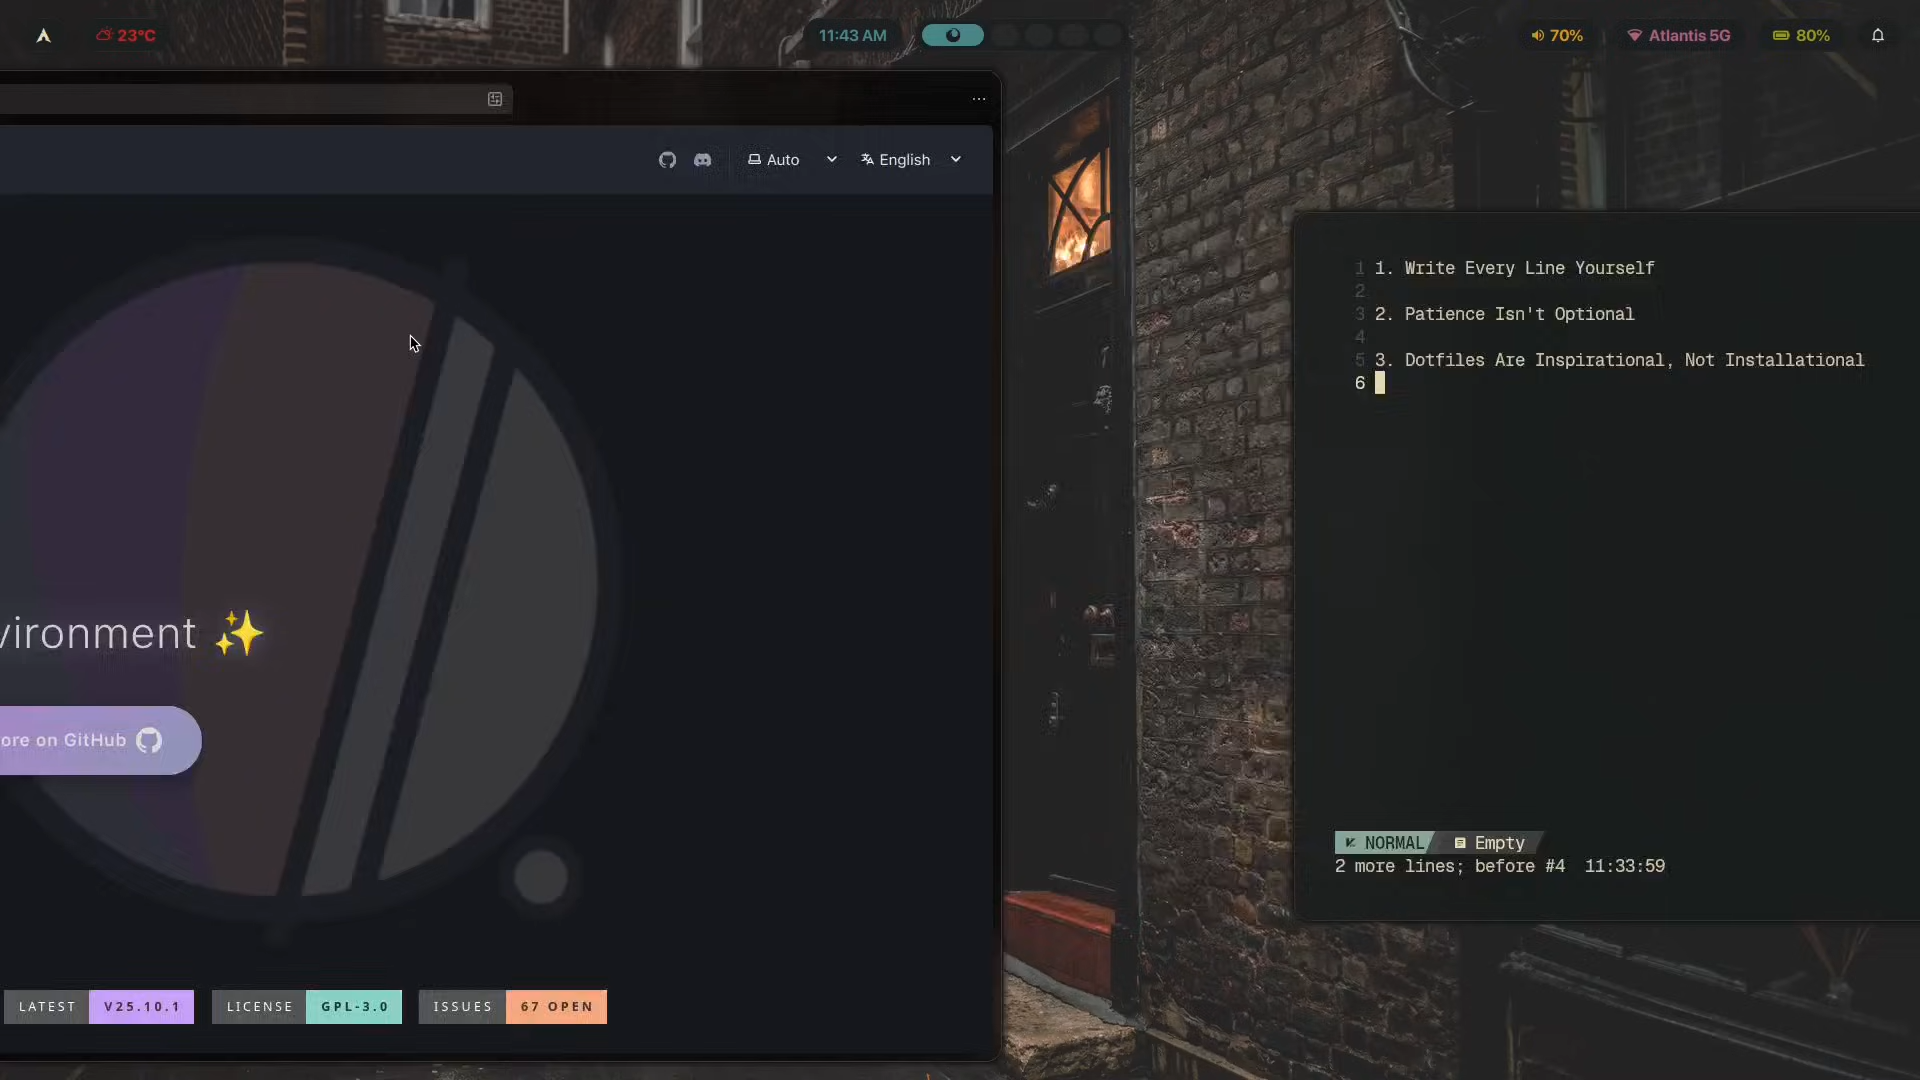 23°C
11:43 AM
70%
Atlantis 5G
80%
Auto
English
vironment ✨
ore on GitHub
LATEST V25.10.1
LICENSE GPL-3.0
ISSUES 67 OPEN
1 1. Write Every Line Yourself
2
3 2. Patience Isn't Optional
4
5 3. Dotfiles Are Inspirational, Not Installational
6
NORMAL Empty
2 more lines; before #4 11:33:59